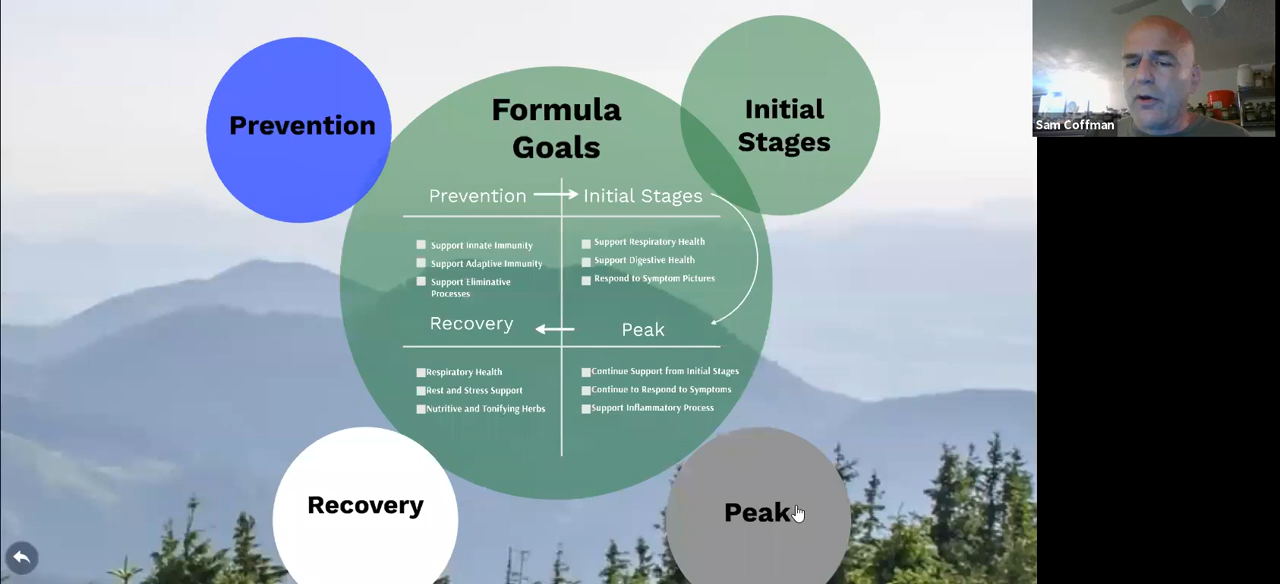 Prevention
Formula
Goals
Initial
Stages
Sam Coffman
Prevention
Initial Stages
Support Innate Immunity
Support Adaptive Immunity
Support Eliminative
Processes
Support Respiratory Health
Support Digestive Health
Respond to Symptom Pictures
Recovery
Peak
Respiratory Health
Rest and Stress Support
Nutritive and Tonifying Herbs
Continue Support from Initial Stages
Continue to Respond to Symptoms
Support Inflammatory Process
Recovery
Peak